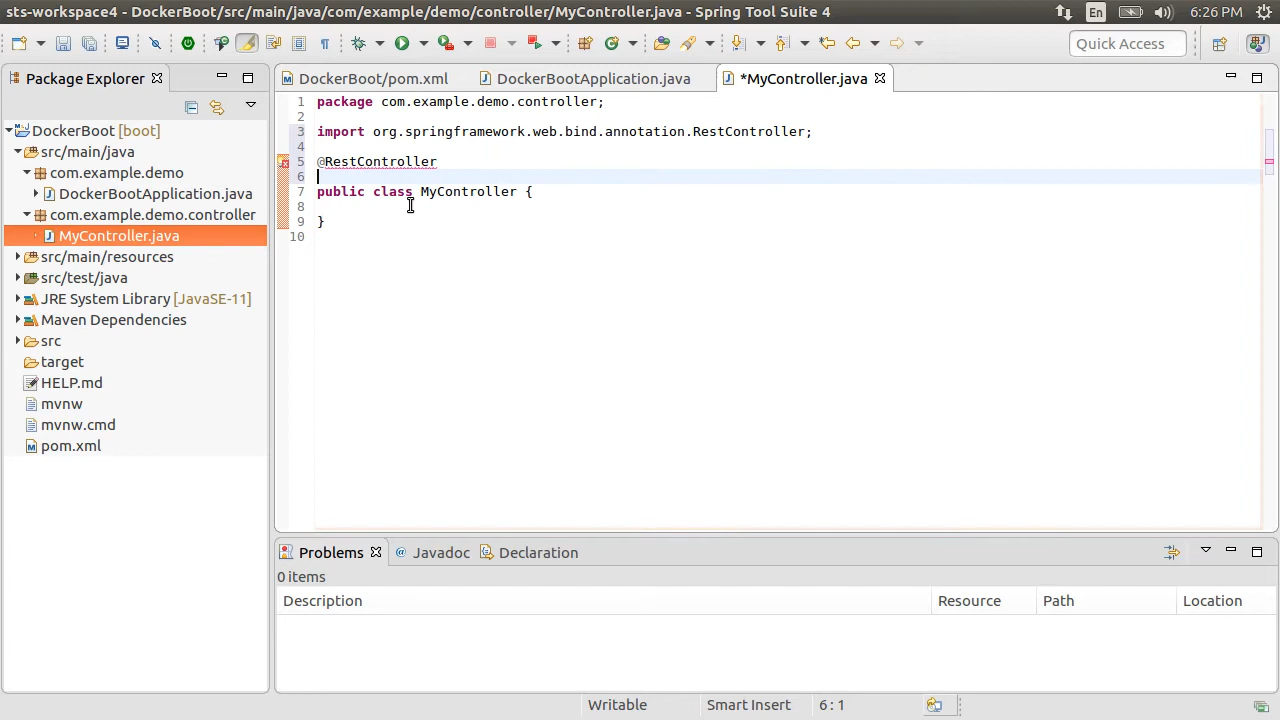 sts-workspace4 - DockerBoot/src/main/java/com/example/demo/controller/MyController.java - Spring Tool Suite 4
En
6:26 PM
Quick Access
Package Explorer
DockerBoot/pom.xml
DockerBootApplication.java
*MyController.java
DockerBoot [boot]
src/main/java
com.example.demo
DockerBootApplication.java
com.example.demo.controller
MyController.java
src/main/resources
src/test/java
JRE System Library [JavaSE-11]
Maven Dependencies
src
target
HELP.md
mvnw
mvnw.cmd
pom.xml
1 package com.example.demo.controller;
2
3 import org.springframework.web.bind.annotation.RestController;
4
5 @RestController
6
7 public class MyController {
8
9 }
10
Problems
@ Javadoc
Declaration
0 items
Description
Resource
Path
Location
Writable
Smart Insert
6 : 1